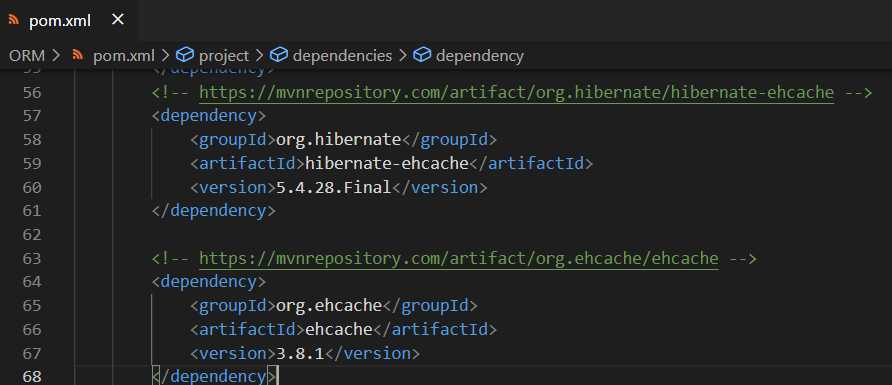 pom.xml ×
ORM > pom.xml > project > dependencies > dependency
55 </dependency>
56 <!-- https://mvnrepository.com/artifact/org.hibernate/hibernate-ehcache -->
57 <dependency>
58 <groupId>org.hibernate</groupId>
59 <artifactId>hibernate-ehcache</artifactId>
60 <version>5.4.28.Final</version>
61 </dependency>
62
63 <!-- https://mvnrepository.com/artifact/org.ehcache/ehcache -->
64 <dependency>
65 <groupId>org.ehcache</groupId>
66 <artifactId>ehcache</artifactId>
67 <version>3.8.1</version>
68 </dependency>